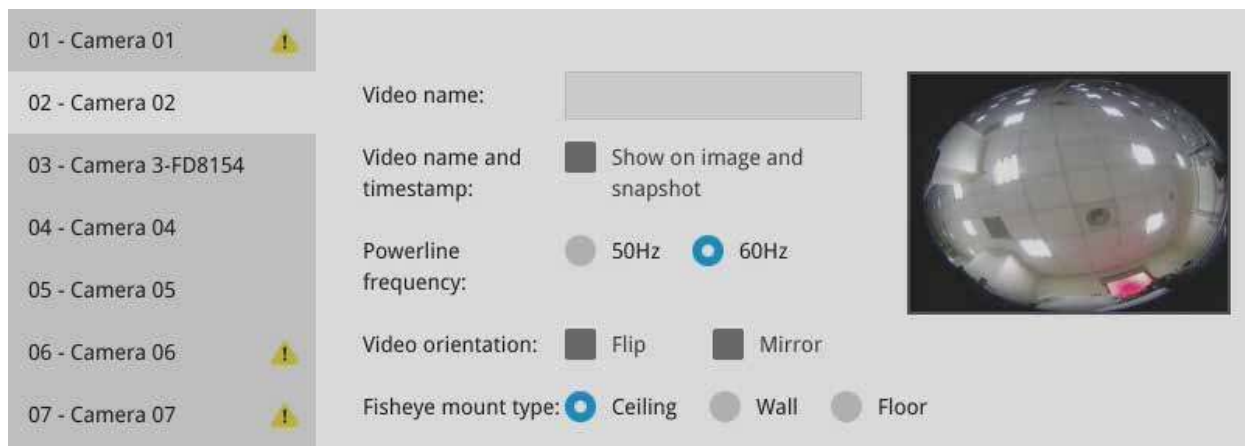 01 - Camera 01
02 - Camera 02
03 - Camera 3-FD8154
04 - Camera 04
05 - Camera 05
06 - Camera 06
07 - Camera 07
Video name:
Video name and
timestamp:
Show on image and
snapshot
Powerline
frequency:
50Hz
60Hz
Video orientation:
Flip
Mirror
Fisheye mount type:
Ceiling
Wall
Floor